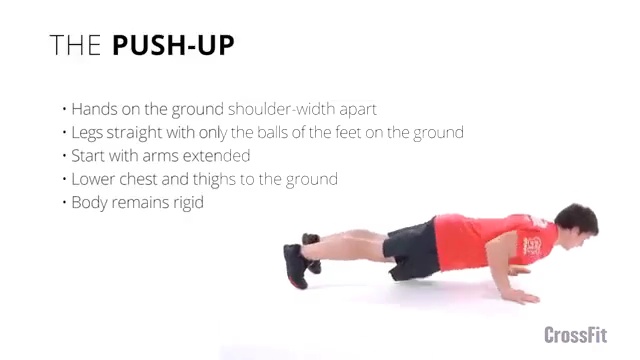 THE PUSH-UP
• Hands on the ground shoulder-width apart
• Legs straight with only the balls of the feet on the ground
• Start with arms extended
• Lower chest and thighs to the ground
• Body remains rigid
CrossFit